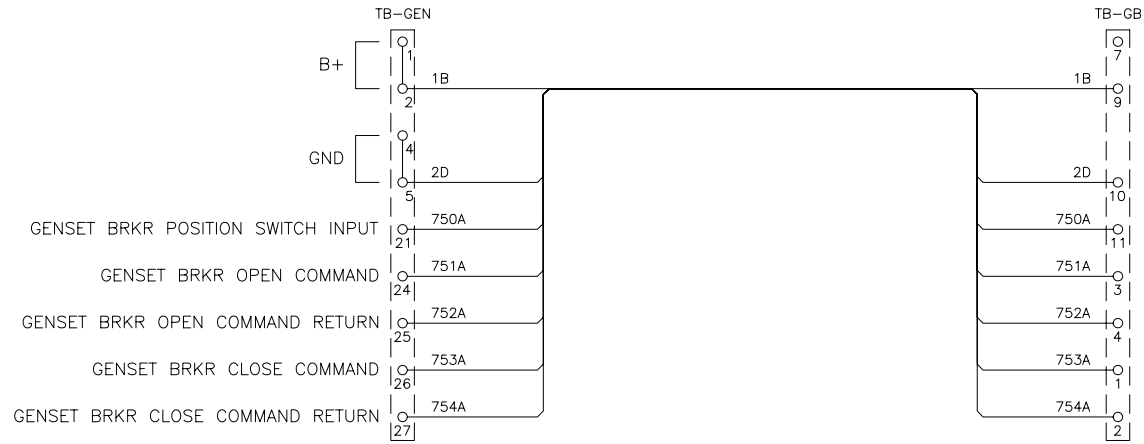 TB-GEN TB-GB
1 7
B+
1B 1B
2 9
4
GND
2D 2D
5 10
GENSET BRKR POSITION SWITCH INPUT 750A 750A
21 11
GENSET BRKR OPEN COMMAND 751A 751A
24 3
GENSET BRKR OPEN COMMAND RETURN 752A 752A
25 4
GENSET BRKR CLOSE COMMAND 753A 753A
26 1
GENSET BRKR CLOSE COMMAND RETURN 754A 754A
27 2